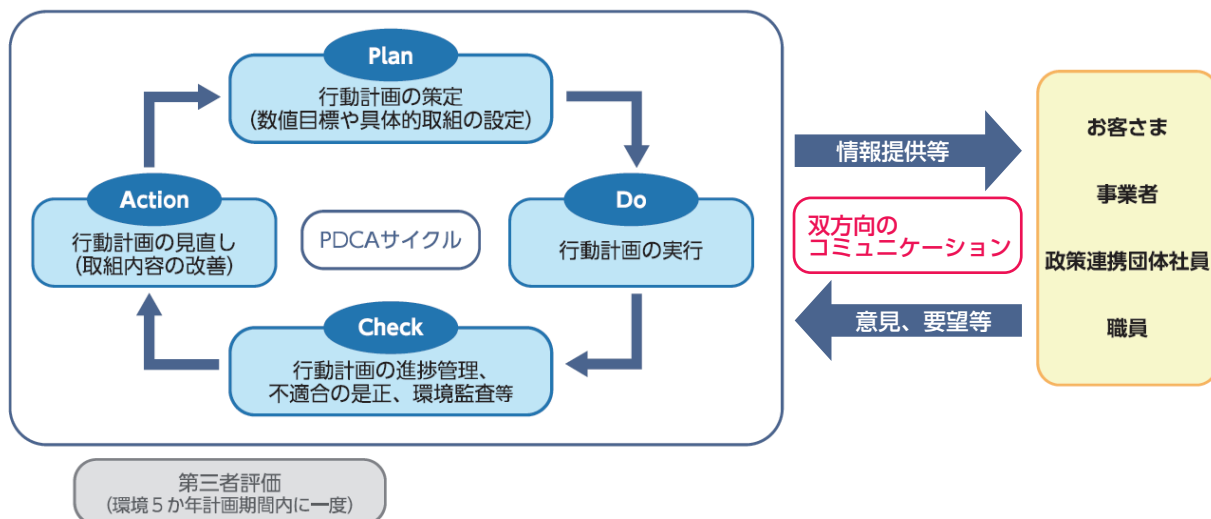 Plan
行動計画の策定
(数値目標や具体的取組の設定)
Action
行動計画の見直し
(取組内容の改善)
PDCAサイクル
Do
行動計画の実行
Check
行動計画の進捗管理、
不適合の是正、環境監査等
情報提供等
双方向の
コミュニケーション
意見、要望等
お客さま
事業者
政策連携団体社員
職員
第三者評価
(環境5か年計画期間内に一度)